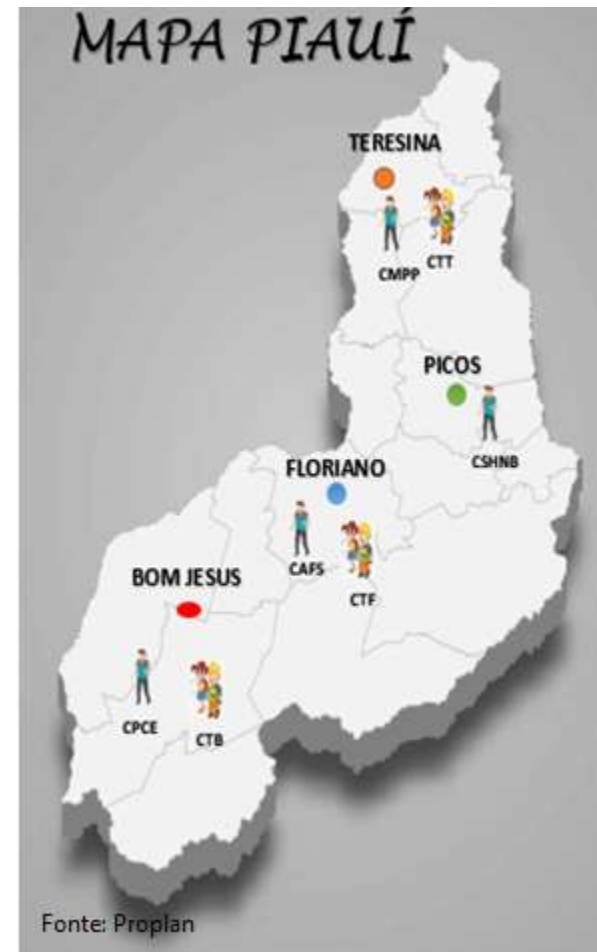 MAPA PIAUÍ
TERESINA
CMPP
CTT
PICOS
CSHNB
FLORIANO
CAFS
CTF
BOM JESUS
CPCE
CTB
Fonte: Proplan